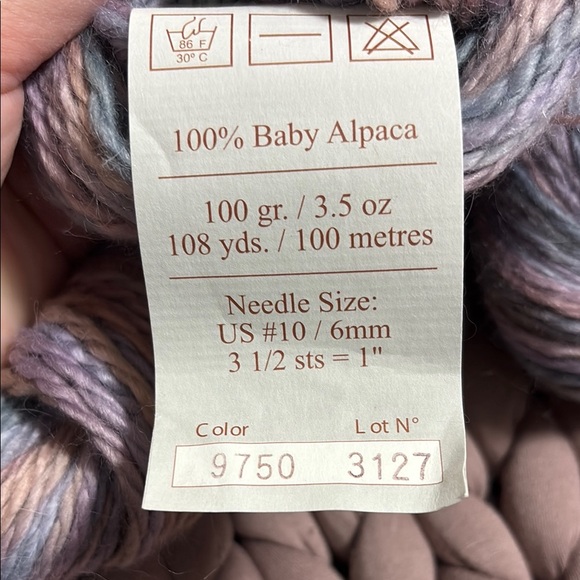 86 F
30° C
100% Baby Alpaca
100 gr. / 3.5 oz
108 yds. / 100 metres
Needle Size:
US #10 / 6mm
3 1/2 sts = 1"
Color Lot N°
9750 3127